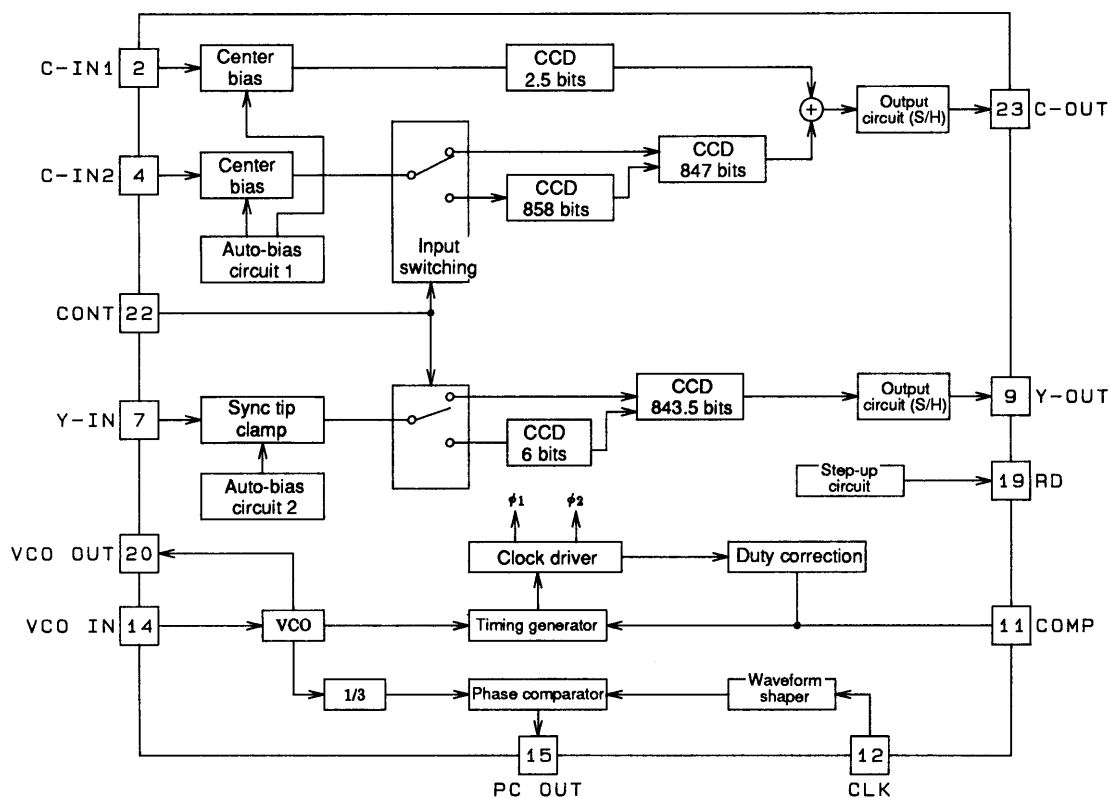 C-IN1
2
Center
bias
CCD
2.5 bits
+
Output
circuit (S/H)
23
C-OUT
C-IN2
4
Center
bias
CCD
847 bits
CCD
858 bits
Auto-bias
circuit 1
Input
switching
CONT
22
Y-IN
7
Sync tip
clamp
CCD
843.5 bits
CCD
6 bits
Output
circuit (S/H)
9
Y-OUT
Auto-bias
circuit 2
Step-up
circuit
19
RD
ϕ1
ϕ2
VCO OUT
20
Clock driver
Duty correction
VCO IN
14
VCO
Timing generator
11
COMP
1/3
Phase comparator
Waveform
shaper
15
PC OUT
12
CLK